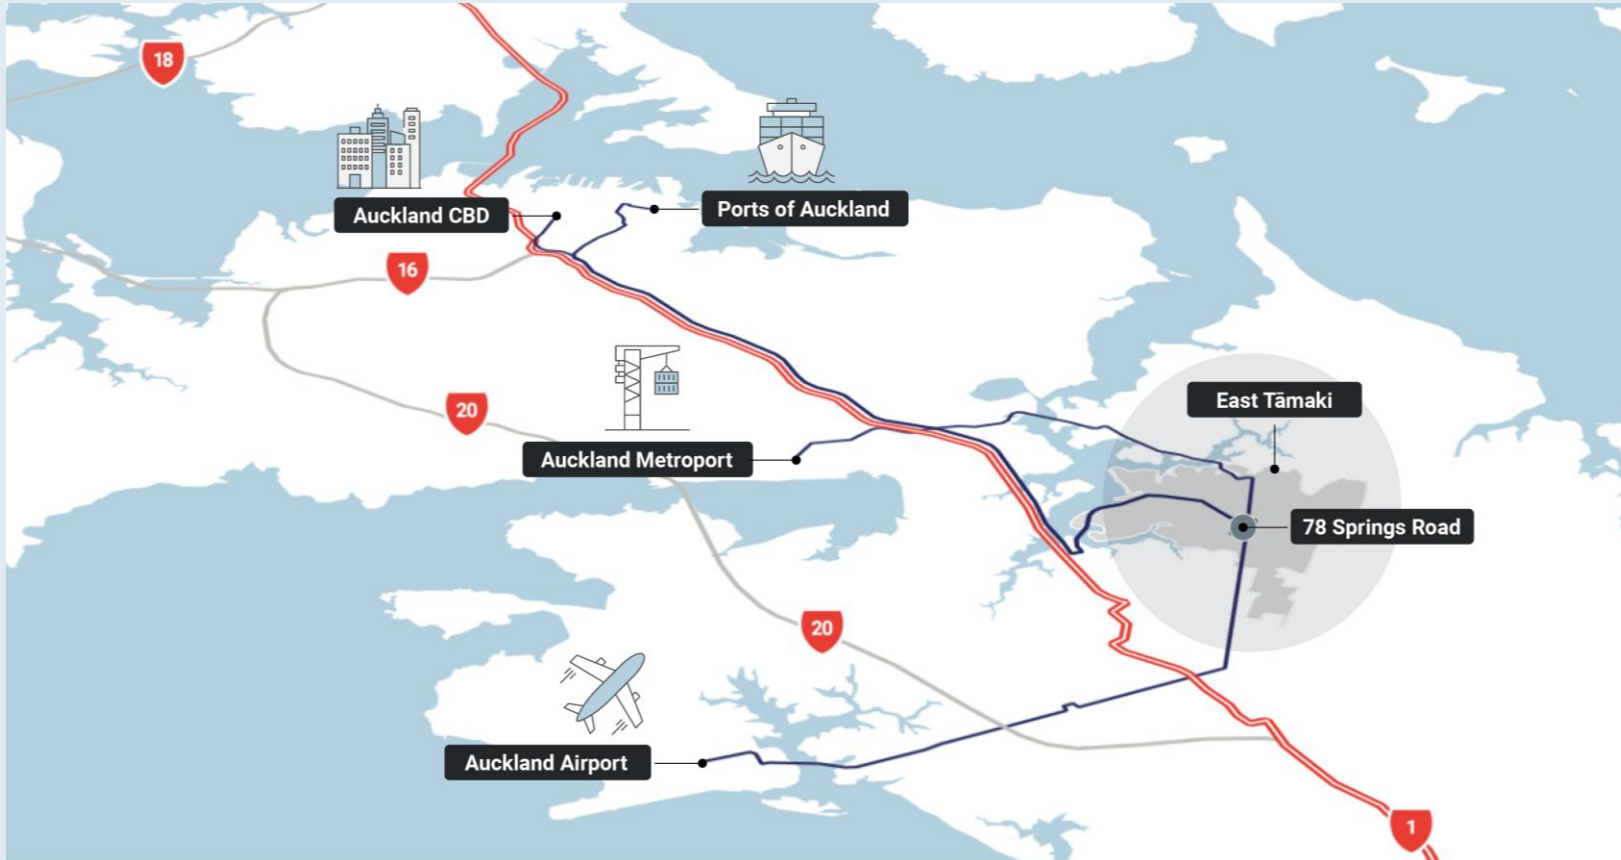 18
Auckland CBD
Ports of Auckland
16
20
East Tāmaki
Auckland Metroport
78 Springs Road
20
Auckland Airport
1